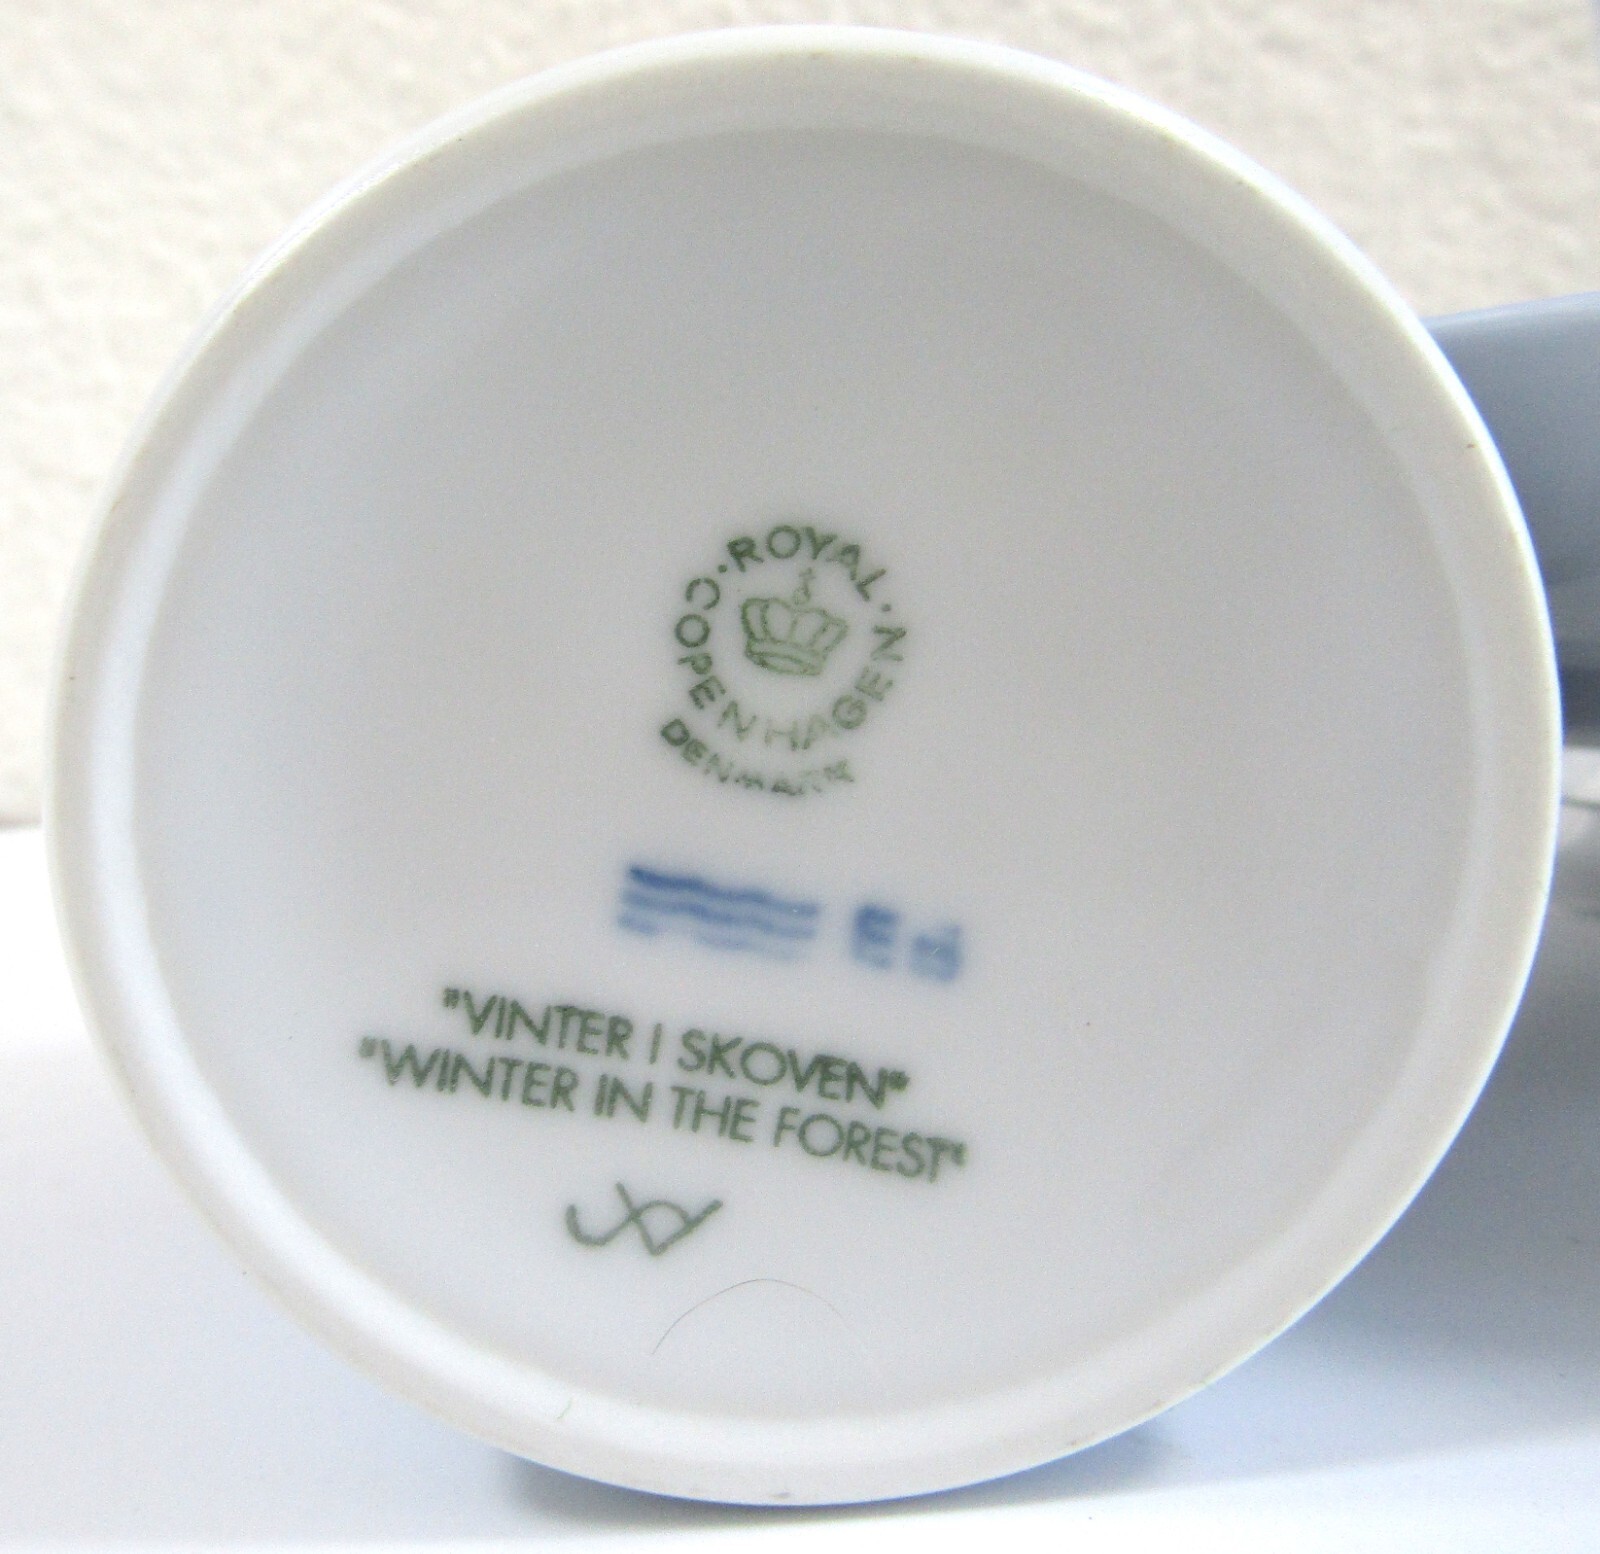 ·ROYAL·
COPENHAGEN
DENMARK
"VINTER I SKOVEN"
"WINTER IN THE FOREST"